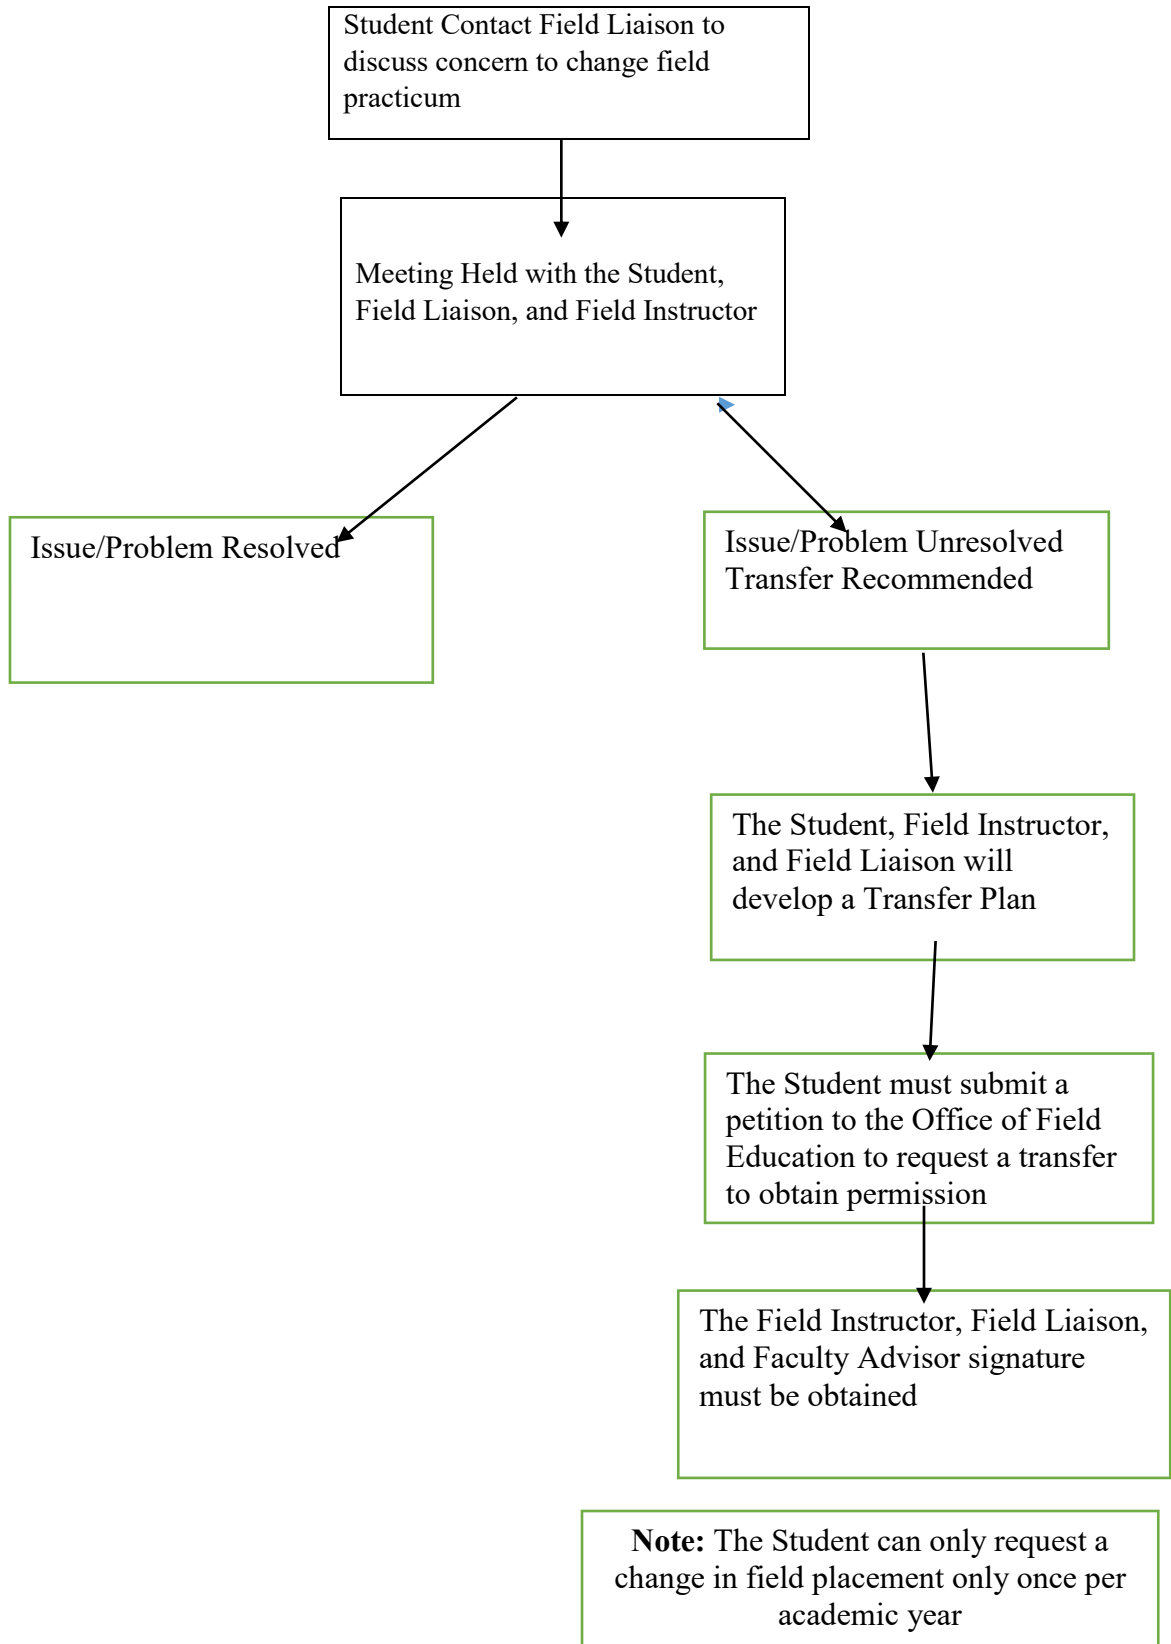 Student Contact Field Liaison to
discuss concern to change field
practicum
Meeting Held with the Student,
Field Liaison, and Field Instructor
Issue/Problem Resolved
Issue/Problem Unresolved
Transfer Recommended
The Student, Field Instructor,
and Field Liaison will
develop a Transfer Plan
The Student must submit a
petition to the Office of Field
Education to request a transfer
to obtain permission
The Field Instructor, Field Liaison,
and Faculty Advisor signature
must be obtained
Note: The Student can only request a
change in field placement only once per
academic year